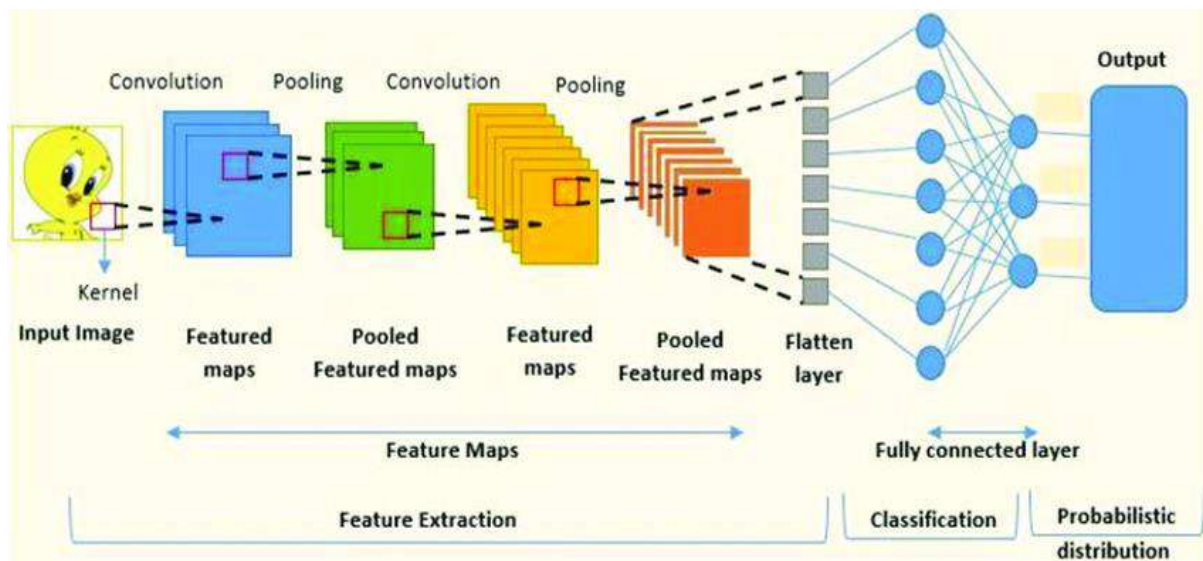 Convolution
Pooling
Convolution
Pooling
Output
Kernel
Input Image
Featured
maps
Pooled
Featured maps
Featured
maps
Pooled
Featured maps
Flatten
layer
Feature Maps
Fully connected layer
Feature Extraction
Classification
Probabilistic
distribution